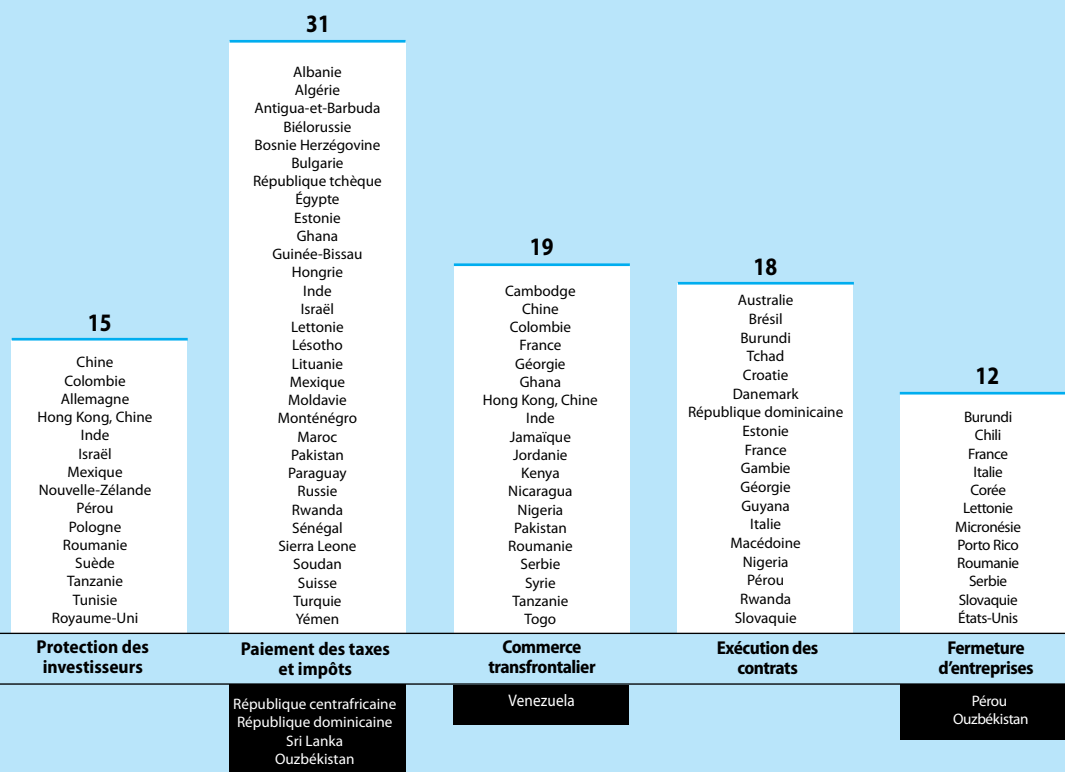 15
Chine
Colombie
Allemagne
Hong Kong, Chine
Inde
Israël
Mexique
Nouvelle-Zélande
Pérou
Pologne
Roumanie
Suède
Tanzanie
Tunisie
Royaume-Uni
Protection des
investisseurs
31
Albanie
Algérie
Antigua-et-Barbuda
Biélorussie
Bosnie Herzégovine
Bulgarie
République tchèque
Égypte
Estonie
Ghana
Guinée-Bissau
Hongrie
Inde
Israël
Lettonie
Lésotho
Lituanie
Mexique
Moldavie
Monténégro
Maroc
Pakistan
Paraguay
Russie
Rwanda
Sénégal
Sierra Leone
Soudan
Suisse
Turquie
Yémen
Paiement des taxes
et impôts
République centrafricaine
République dominicaine
Sri Lanka
Ouzbékistan
19
Cambodge
Chine
Colombie
France
Géorgie
Ghana
Hong Kong, Chine
Inde
Jamaïque
Jordanie
Kenya
Nicaragua
Nigeria
Pakistan
Roumanie
Serbie
Syrie
Tanzanie
Togo
Commerce
transfrontalier
Venezuela
18
Australie
Brésil
Burundi
Tchad
Croatie
Danemark
République dominicaine
Estonie
France
Gambie
Géorgie
Guyana
Italie
Macédoine
Nigeria
Pérou
Rwanda
Slovaquie
Exécution des
contrats
12
Burundi
Chili
France
Italie
Corée
Lettonie
Micronésie
Porto Rico
Roumanie
Serbie
Slovaquie
États-Unis
Fermeture
d'entreprises
Pérou
Ouzbékistan